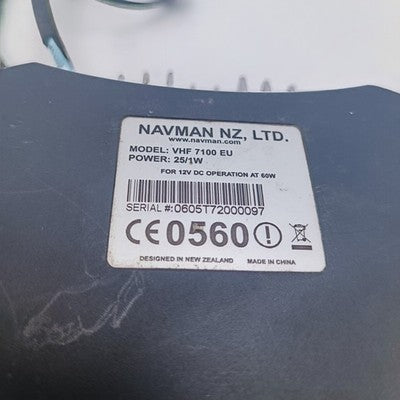 NAVMAN NZ, LTD.
www.navman.com
MODEL: VHF 7100 EU
POWER: 25/1W
FOR 12V DC OPERATION AT 60W
SERIAL #:0605T72000097
CE0560
DESIGNED IN NEW ZEALAND MADE IN CHINA